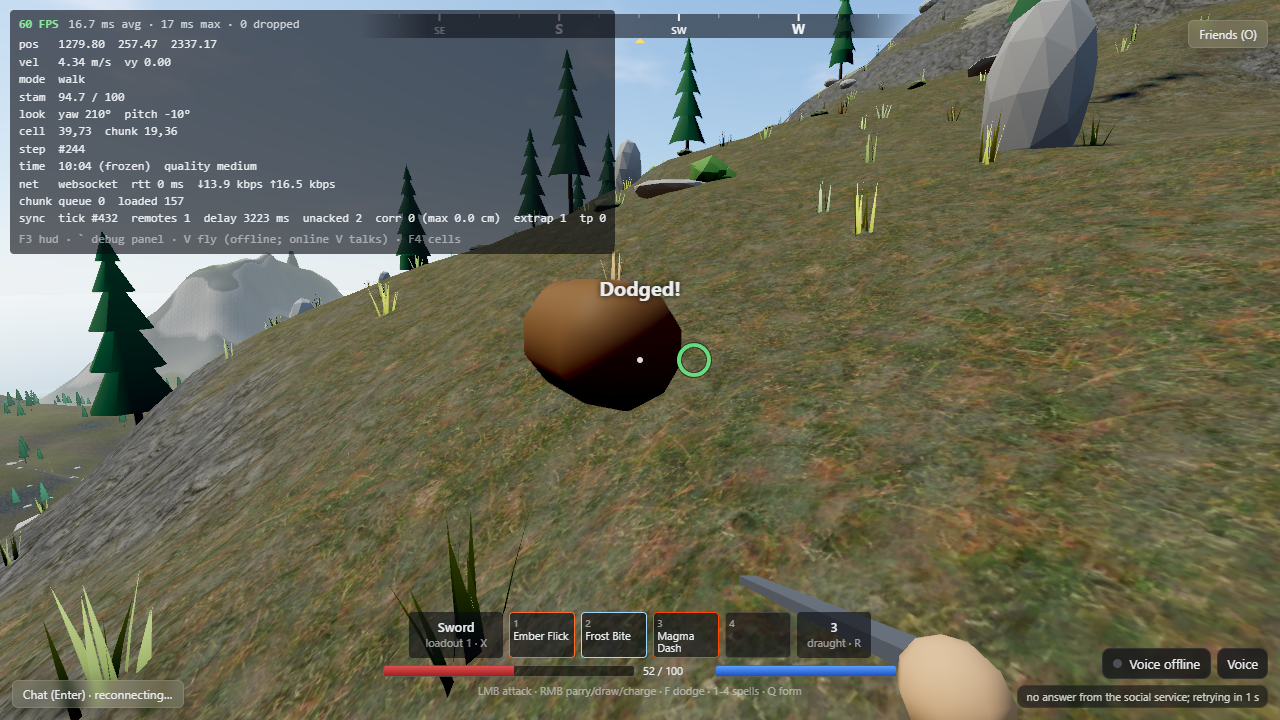 60 FPS 16.7 ms avg · 17 ms max · 0 dropped
pos 1279.80 257.47 2337.17
vel 4.34 m/s vy 0.00
mode walk
stam 94.7 / 100
look yaw 210° pitch -10°
cell 39,73 chunk 19,36
step #244
time 10:04 (frozen) quality medium
net websocket rtt 0 ms ↓13.9 kbps ↑16.5 kbps
chunk queue 0 loaded 157
sync tick #432 remotes 1 delay 3223 ms unacked 2 corr 0 (max 0.0 cm) extrap 1 tp 0
F3 hud · ` debug panel · V fly (offline; online V talks) · F4 cells
SE S SW W
Friends (O)
Dodged!
Sword
loadout 1 · X
1
Ember Flick
2
Frost Bite
3
Magma
Dash
4
3
draught · R
52 / 100
LMB attack · RMB parry/draw/charge · F dodge · 1-4 spells · Q form
Chat (Enter) · reconnecting...
Voice offline
Voice
no answer from the social service; retrying in 1 s